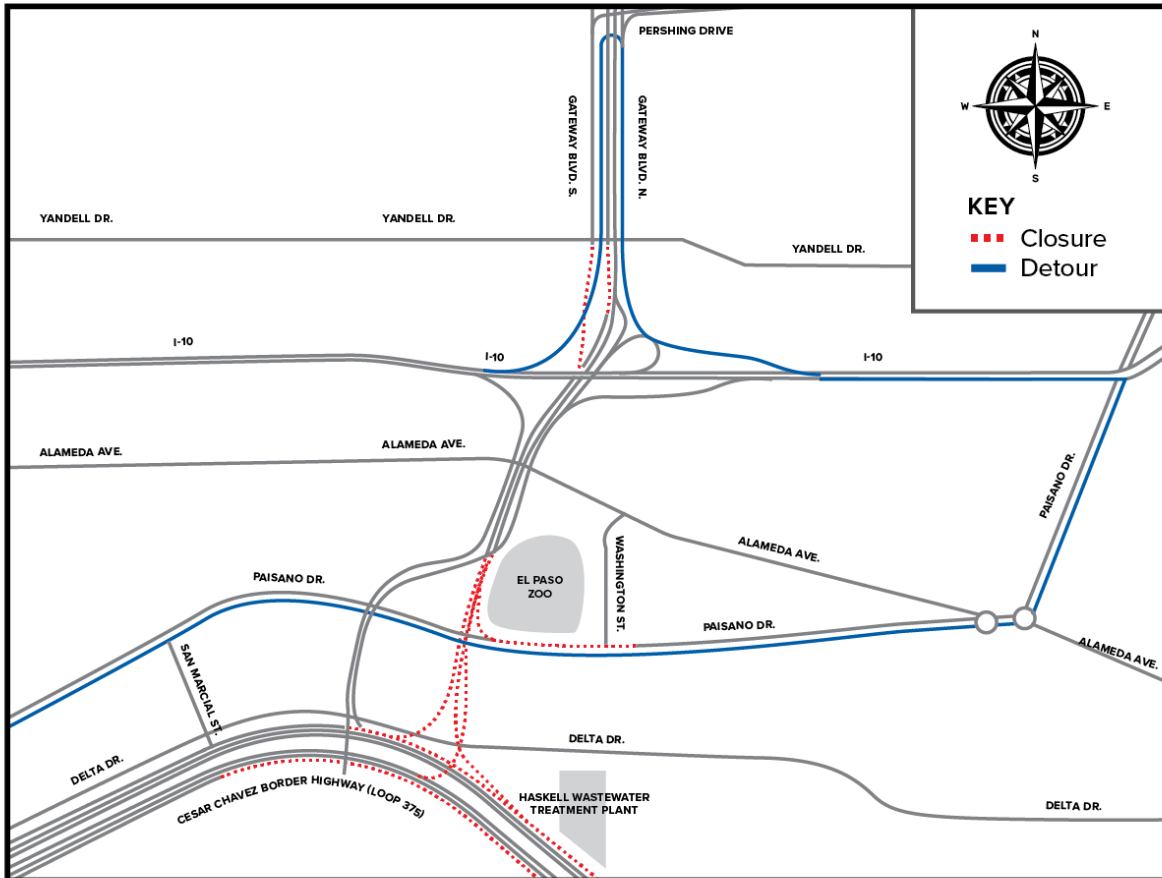 PERSHING DRIVE
N
W
E
S
GATEWAY BLVD. S.
GATEWAY BLVD. N.
KEY
Closure
Detour
YANDELL DR.
YANDELL DR.
YANDELL DR.
I-10
I-10
I-10
ALAMEDA AVE.
ALAMEDA AVE.
PAISANO DR.
ALAMEDA AVE.
WASHINGTON ST.
PAISANO DR.
EL PASO
ZOO
PAISANO DR.
ALAMEDA AVE.
SAN MARCIAL ST.
DELTA DR.
DELTA DR.
CESAR CHAVEZ BORDER HIGHWAY (LOOP 375)
HASKELL WASTEWATER
TREATMENT PLANT
DELTA DR.